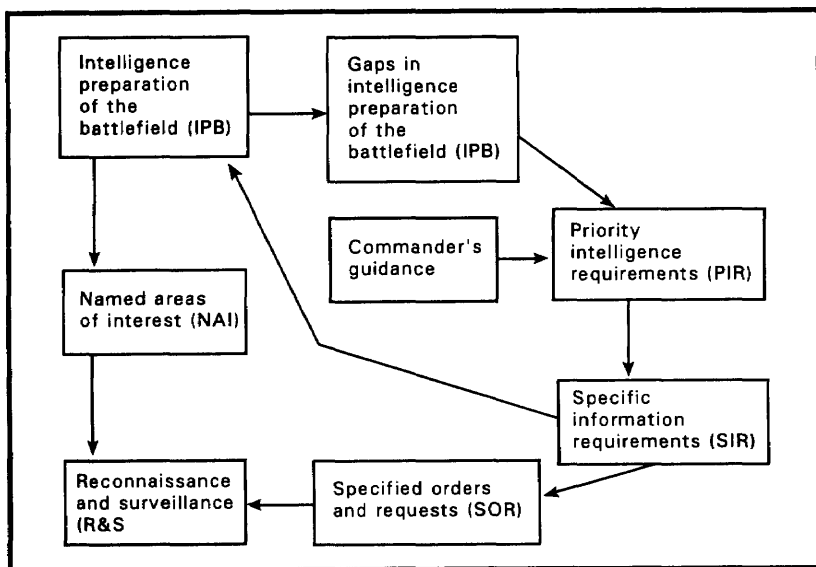 Intelligence
preparation
of the
battlefield (IPB)
Gaps in
intelligence
preparation
of the
battlefield (IPB)
Commander's
guidance
Priority
intelligence
requirements (PIR)
Named areas
of interest (NAI)
Specific
information
requirements (SIR)
Reconnaissance
and surveillance
(R&S
Specified orders
and requests (SOR)